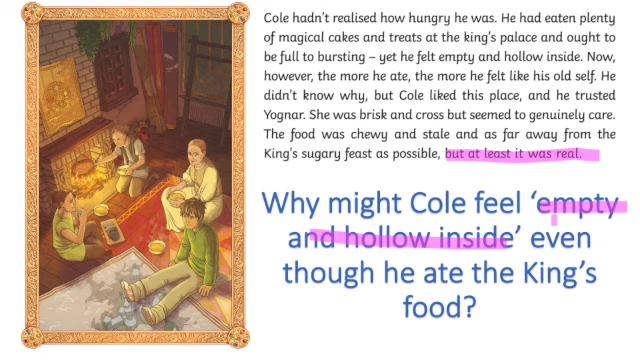 Cole hadn't realised how hungry he was. He had eaten plenty
of magical cakes and treats at the king's palace and ought to
be full to bursting – yet he felt empty and hollow inside. Now,
however, the more he ate, the more he felt like his old self. He
didn't know why, but Cole liked this place, and he trusted
Yognar. She was brisk and cross but seemed to genuinely care.
The food was chewy and stale and as far away from the
King's sugary feast as possible, but at least it was real.
Why might Cole feel 'empty
and hollow inside' even
though he ate the King's
food?